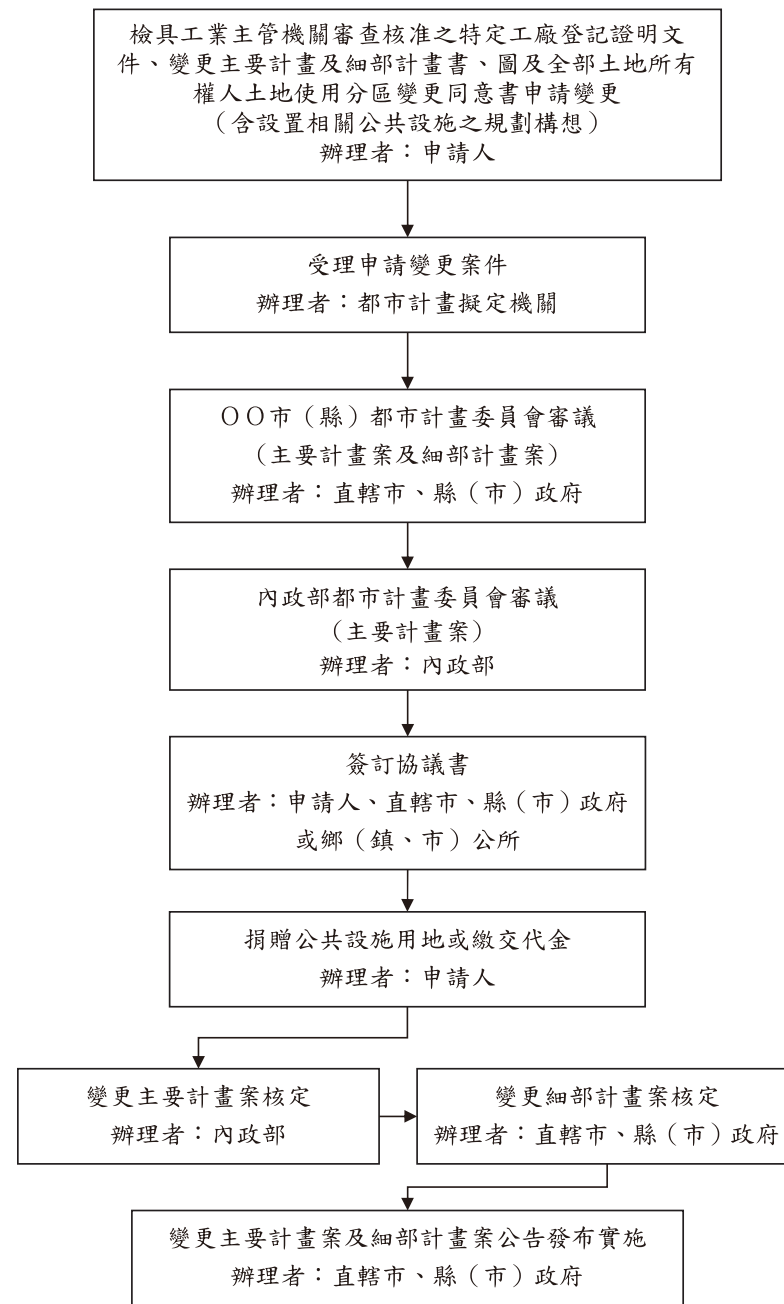 檢具工業主管機關審查核准之特定工廠登記證明文
件、變更主要計畫及細部計畫書、圖及全部土地所有
權人土地使用分區變更同意書申請變更
（含設置相關公共設施之規劃構想）
辦理者：申請人
受理申請變更案件
辦理者：都市計畫擬定機關
〇〇市（縣）都市計畫委員會審議
（主要計畫案及細部計畫案）
辦理者：直轄市、縣（市）政府
內政部都市計畫委員會審議
（主要計畫案）
辦理者：內政部
簽訂協議書
辦理者：申請人、直轄市、縣（市）政府
或鄉（鎮、市）公所
捐贈公共設施用地或繳交代金
辦理者：申請人
變更主要計畫案核定
辦理者：內政部
變更細部計畫案核定
辦理者：直轄市、縣（市）政府
變更主要計畫案及細部計畫案公告發布實施
辦理者：直轄市、縣（市）政府